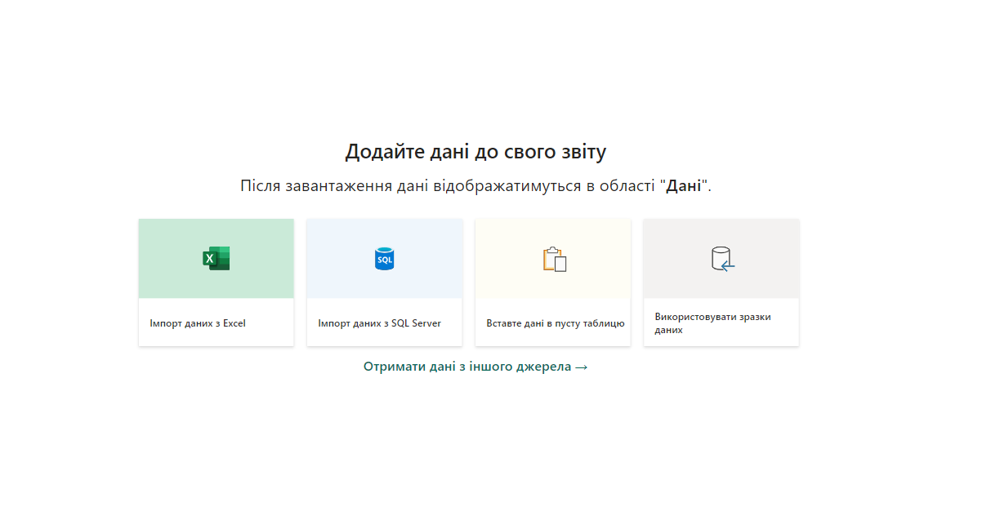 Додайте дані до свого звіту
Після завантаження дані відображатимуться в області "Дані".
X
SQL
Імпорт даних з Excel
Імпорт даних з SQL Server
Вставте дані в пусту таблицю
Використовувати зразки
даних
Отримати дані з іншого джерела →